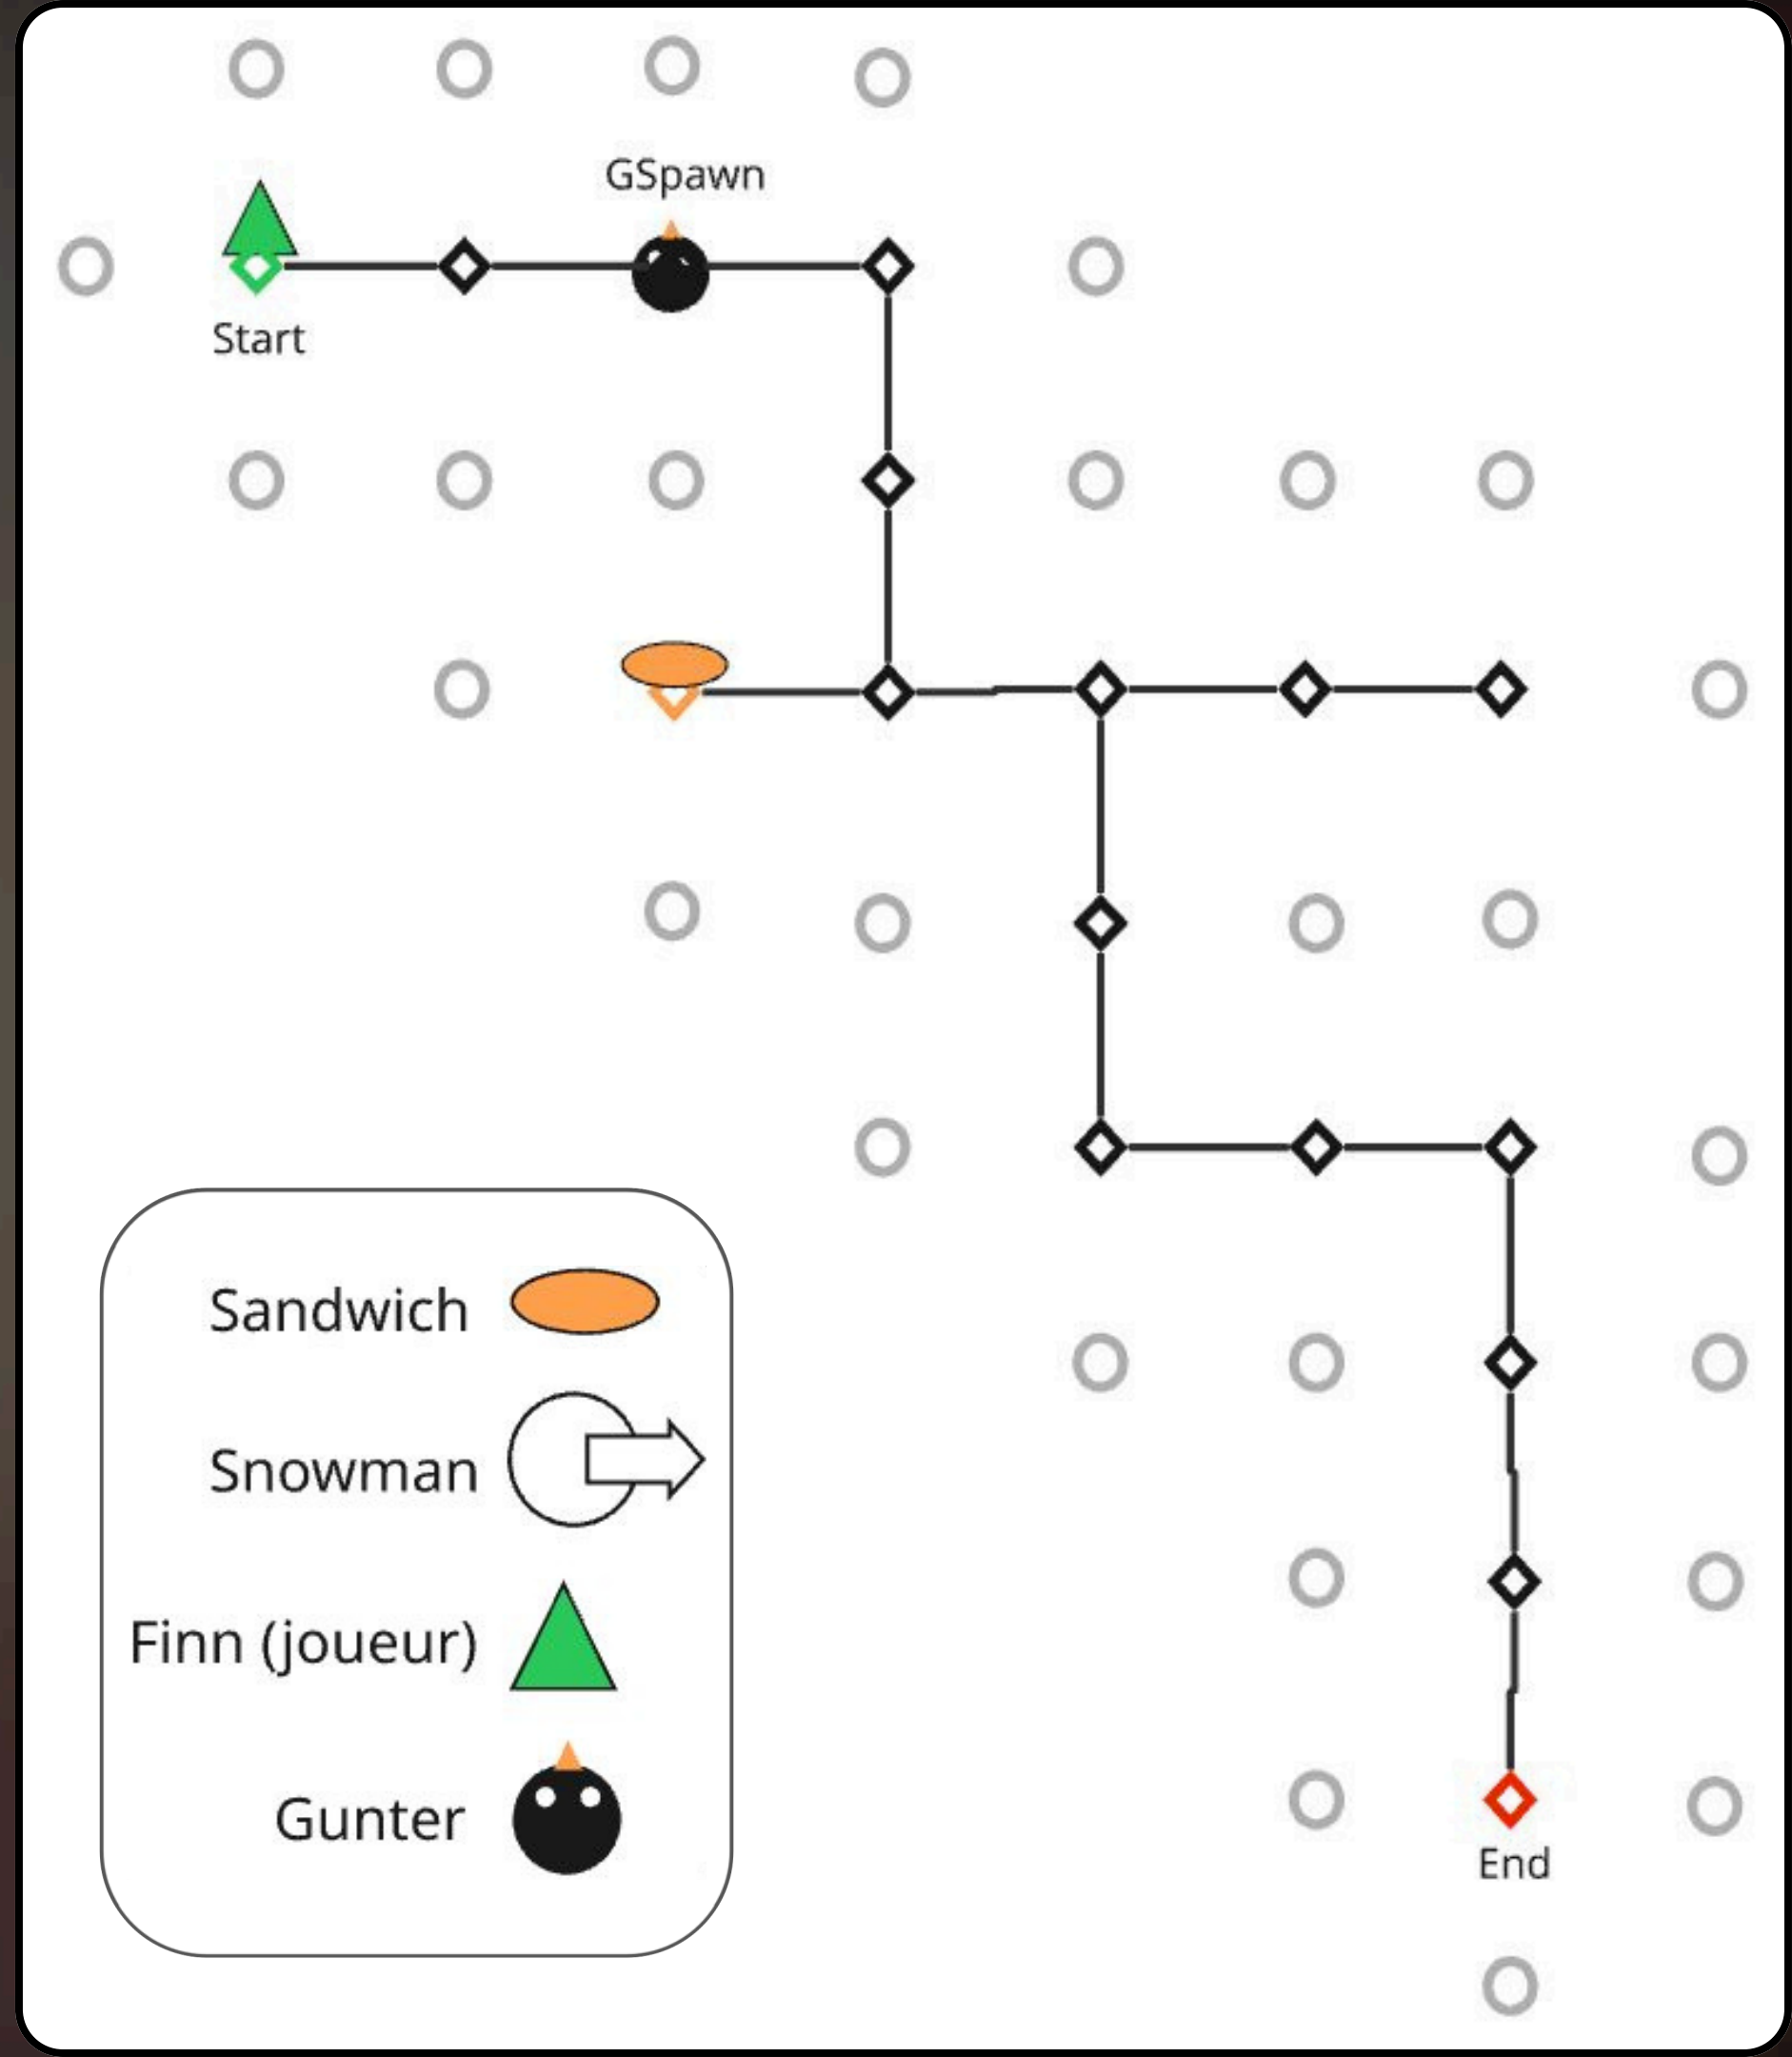 GSpawn
Start
Sandwich
Snowman
Finn (joueur)
Gunter
End